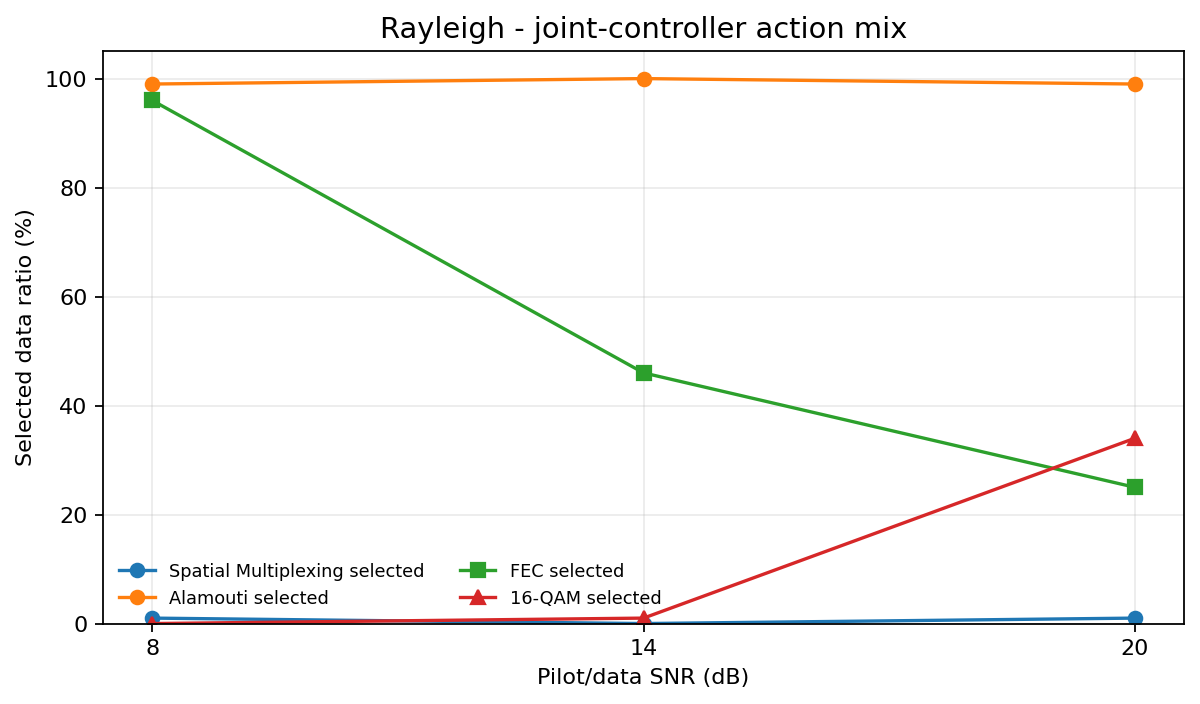 Rayleigh - joint-controller action mix
Selected data ratio (%)
100
80
60
40
20
0
Spatial Multiplexing selected
Alamouti selected
FEC selected
16-QAM selected
8
14
20
Pilot/data SNR (dB)